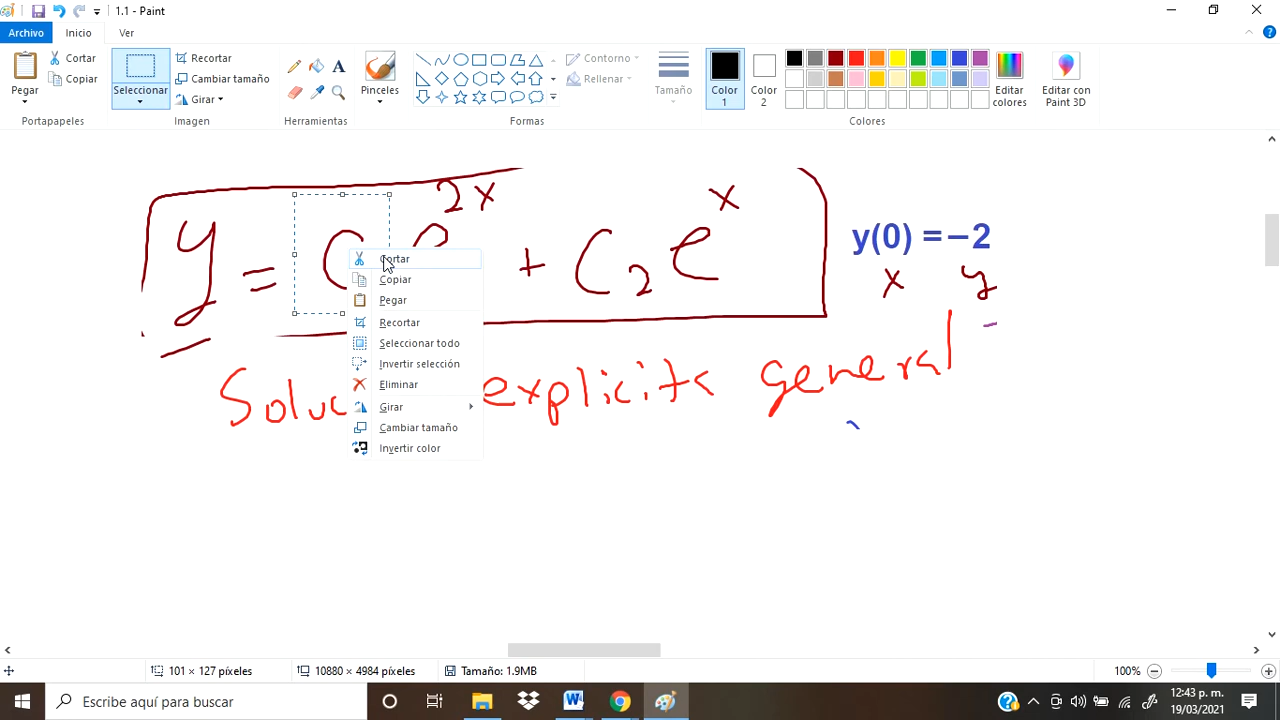 1.1 - Paint
Archivo Inicio Ver
Pegar
Cortar
Copiar
Portapapeles
Seleccionar
Recortar
Cambiar tamaño
Girar
Imagen
Herramientas
Pinceles
Contorno
Rellenar
Formas
Tamaño
Color 1
Color 2
Editar colores
Editar con Paint 3D
Colores
2x
x
y = C
+ C2 e
y(0) =−2
x y
Cortar
Copiar
Pegar
Recortar
Seleccionar todo
Invertir selección
Eliminar
Girar
Cambiar tamaño
Invertir color
Soluc explicita general
101 × 127 píxeles
10880 × 4984 píxeles
Tamaño: 1.9MB
100%
Escribe aquí para buscar
12:43 p. m.
19/03/2021